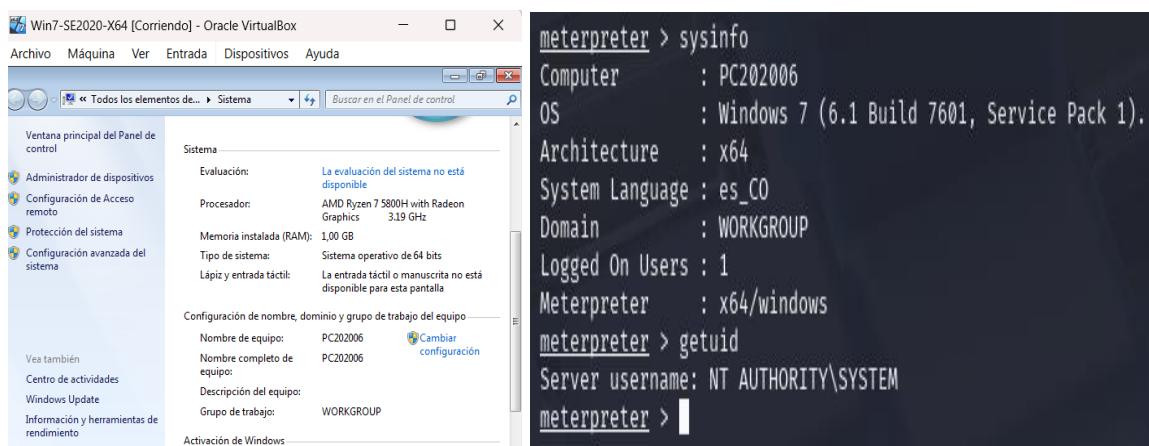 Win7-SE2020-X64 [Corriendo] - Oracle VirtualBox
Archivo Máquina Ver Entrada Dispositivos Ayuda
« Todos los elementos de... Sistema
Buscar en el Panel de control
Ventana principal del Panel de
control
Administrador de dispositivos
Configuración de Acceso
remoto
Protección del sistema
Configuración avanzada del
sistema
Vea también
Centro de actividades
Windows Update
Información y herramientas de
rendimiento
Sistema
Evaluación: La evaluación del sistema no está
disponible
Procesador: AMD Ryzen 7 5800H with Radeon
Graphics 3.19 GHz
Memoria instalada (RAM): 1,00 GB
Tipo de sistema: Sistema operativo de 64 bits
Lápiz y entrada táctil: La entrada táctil o manuscrita no está
disponible para esta pantalla
Configuración de nombre, dominio y grupo de trabajo del equipo
Nombre de equipo: PC202006 Cambiar
configuración
Nombre completo de PC202006
equipo:
Descripción del equipo:
Grupo de trabajo: WORKGROUP
Activación de Windows
meterpreter > sysinfo
Computer : PC202006
OS : Windows 7 (6.1 Build 7601, Service Pack 1).
Architecture : x64
System Language : es_CO
Domain : WORKGROUP
Logged On Users : 1
Meterpreter : x64/windows
meterpreter > getuid
Server username: NT AUTHORITY\SYSTEM
meterpreter >